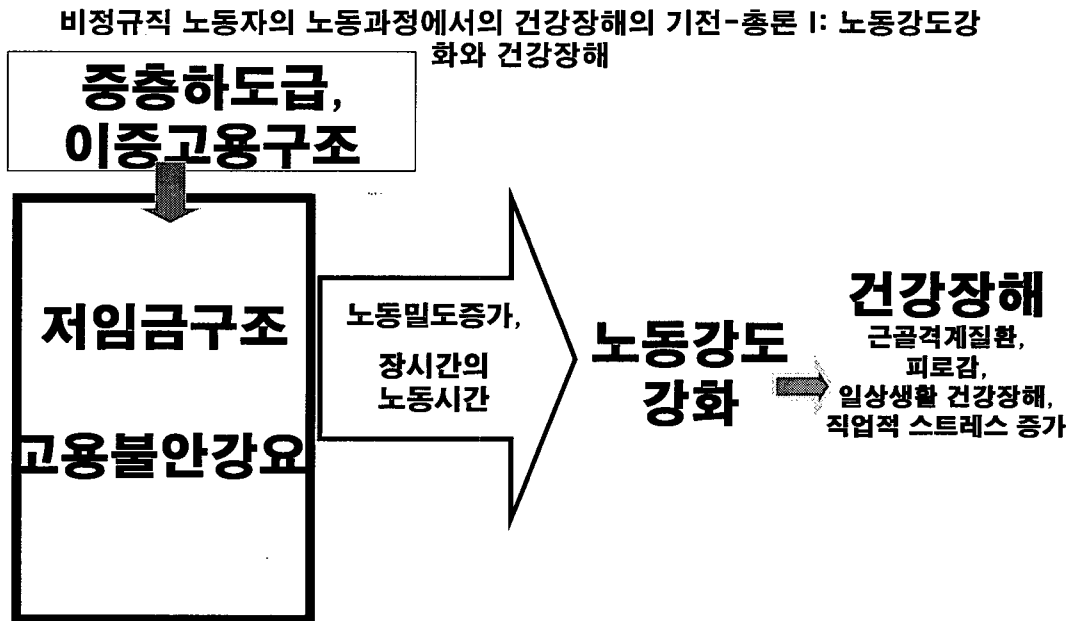 비정규직 노동자의 노동과정에서의 건강장해의 기전-총론 I: 노동강도강
화와 건강장해
중층하도급,
이중고용구조
저임금구조
고용불안강요
노동밀도증가,
장시간의
노동시간
노동강도
강화
건강장해
근골격계질환,
피로감,
일상생활 건강장해,
직업적 스트레스 증가